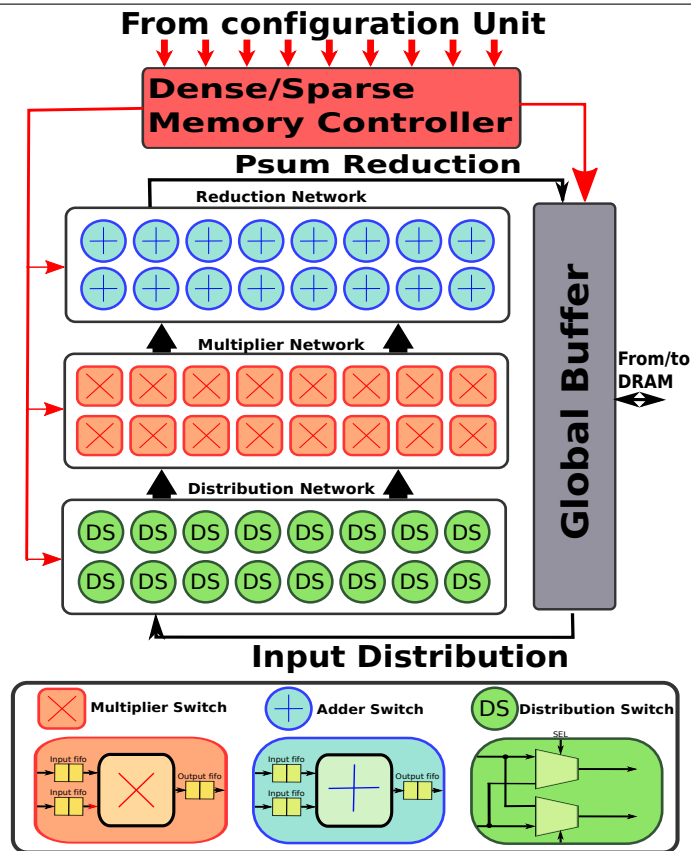 From configuration Unit
Dense/Sparse
Memory Controller
Psum Reduction
Reduction Network
Multiplier Network
Distribution Network
DS DS DS DS DS DS DS DS
DS DS DS DS DS DS DS DS
Global Buffer
From/to
DRAM
Input Distribution
Multiplier Switch
Adder Switch
DS Distribution Switch
Input fifo
Input fifo
Output fifo
Input fifo
Input fifo
Output fifo
SEL